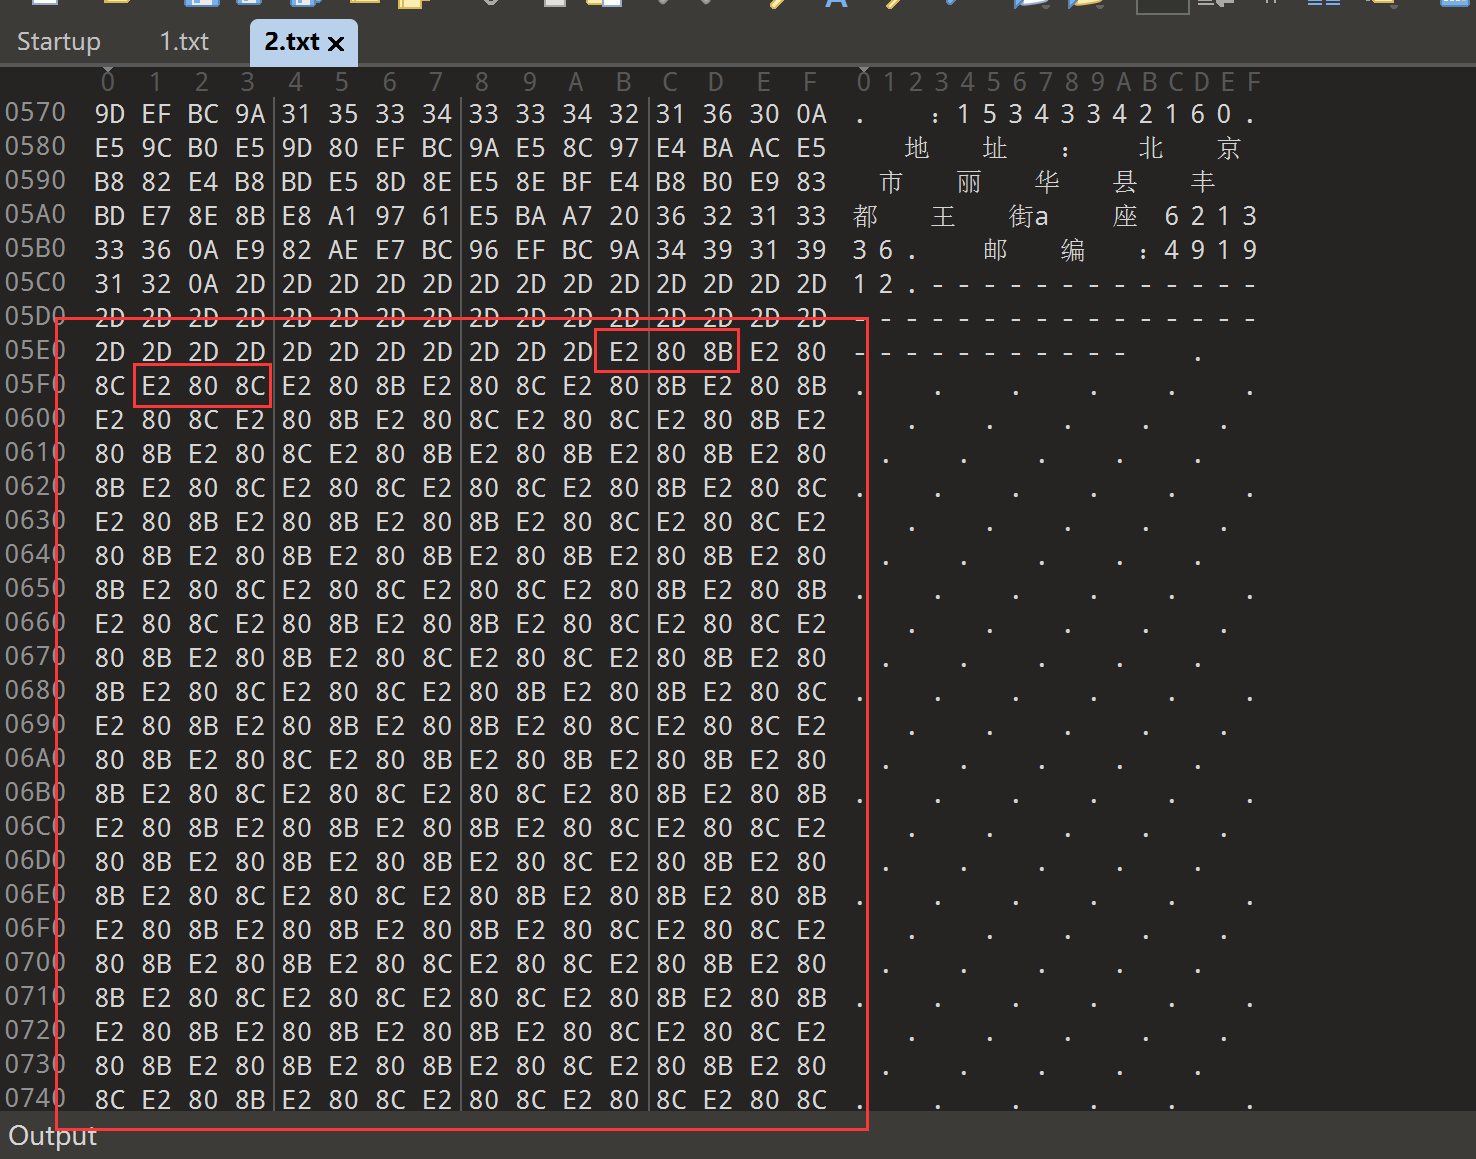 Startup 1.txt 2.txt
0 1 2 3 4 5 6 7 8 9 A B C D E F 0 1 2 3 4 5 6 7 8 9 A B C D E F
0570 9D EF BC 9A 31 35 33 34 33 33 34 32 31 36 30 0A . :15343342160.
0580 E5 9C B0 E5 9D 80 EF BC 9A E5 8C 97 E4 BA AC E5 地 址 : 北 京
0590 B8 82 E4 B8 BD E5 8D 8E E5 8E BF E4 B8 B0 E9 83 市 丽 华 县 丰
05A0 BD E7 8E 8B E8 A1 97 61 E5 BA A7 20 36 32 31 33 都 王 街a 座 6213
05B0 33 36 0A E9 82 AE E7 BC 96 EF BC 9A 34 39 31 39 36. 邮 编 :4919
05C0 31 32 0A 2D 2D 2D 2D 2D 2D 2D 2D 2D 2D 2D 2D 2D 12.-------------
05D0 2D 2D 2D 2D 2D 2D 2D 2D 2D 2D 2D 2D 2D 2D 2D 2D ----------------
05E0 2D 2D 2D 2D 2D 2D 2D 2D 2D 2D 2D E2 80 8B E2 80 ----------- .
05F0 8C E2 80 8C E2 80 8B E2 80 8C E2 80 8B E2 80 8B . . . . . .
0600 E2 80 8C E2 80 8B E2 80 8C E2 80 8C E2 80 8B E2 . . . . .
0610 80 8B E2 80 8C E2 80 8B E2 80 8B E2 80 8B E2 80 . . . . .
0620 8B E2 80 8C E2 80 8C E2 80 8C E2 80 8B E2 80 8C . . . . . .
0630 E2 80 8B E2 80 8B E2 80 8B E2 80 8C E2 80 8C E2 . . . . .
0640 80 8B E2 80 8B E2 80 8B E2 80 8B E2 80 8B E2 80 . . . . .
0650 8B E2 80 8C E2 80 8C E2 80 8C E2 80 8B E2 80 8B . . . . . .
0660 E2 80 8C E2 80 8B E2 80 8B E2 80 8C E2 80 8C E2 . . . . .
0670 80 8B E2 80 8B E2 80 8C E2 80 8C E2 80 8B E2 80 . . . . .
0680 8B E2 80 8C E2 80 8C E2 80 8B E2 80 8B E2 80 8C . . . . . .
0690 E2 80 8B E2 80 8B E2 80 8B E2 80 8C E2 80 8C E2 . . . . .
06A0 80 8B E2 80 8C E2 80 8B E2 80 8B E2 80 8B E2 80 . . . . .
06B0 8B E2 80 8C E2 80 8C E2 80 8C E2 80 8B E2 80 8B . . . . . .
06C0 E2 80 8B E2 80 8B E2 80 8B E2 80 8C E2 80 8C E2 . . . . .
06D0 80 8B E2 80 8B E2 80 8B E2 80 8C E2 80 8B E2 80 . . . . .
06E0 8B E2 80 8C E2 80 8C E2 80 8B E2 80 8B E2 80 8B . . . . . .
06F0 E2 80 8B E2 80 8B E2 80 8B E2 80 8C E2 80 8C E2 . . . . .
0700 80 8B E2 80 8B E2 80 8C E2 80 8C E2 80 8B E2 80 . . . . .
0710 8B E2 80 8C E2 80 8C E2 80 8C E2 80 8B E2 80 8B . . . . . .
0720 E2 80 8B E2 80 8B E2 80 8B E2 80 8C E2 80 8C E2 . . . . .
0730 80 8B E2 80 8B E2 80 8B E2 80 8C E2 80 8B E2 80 . . . . .
0740 8C E2 80 8B E2 80 8C E2 80 8C E2 80 8C E2 80 8C . . . . . .
Output